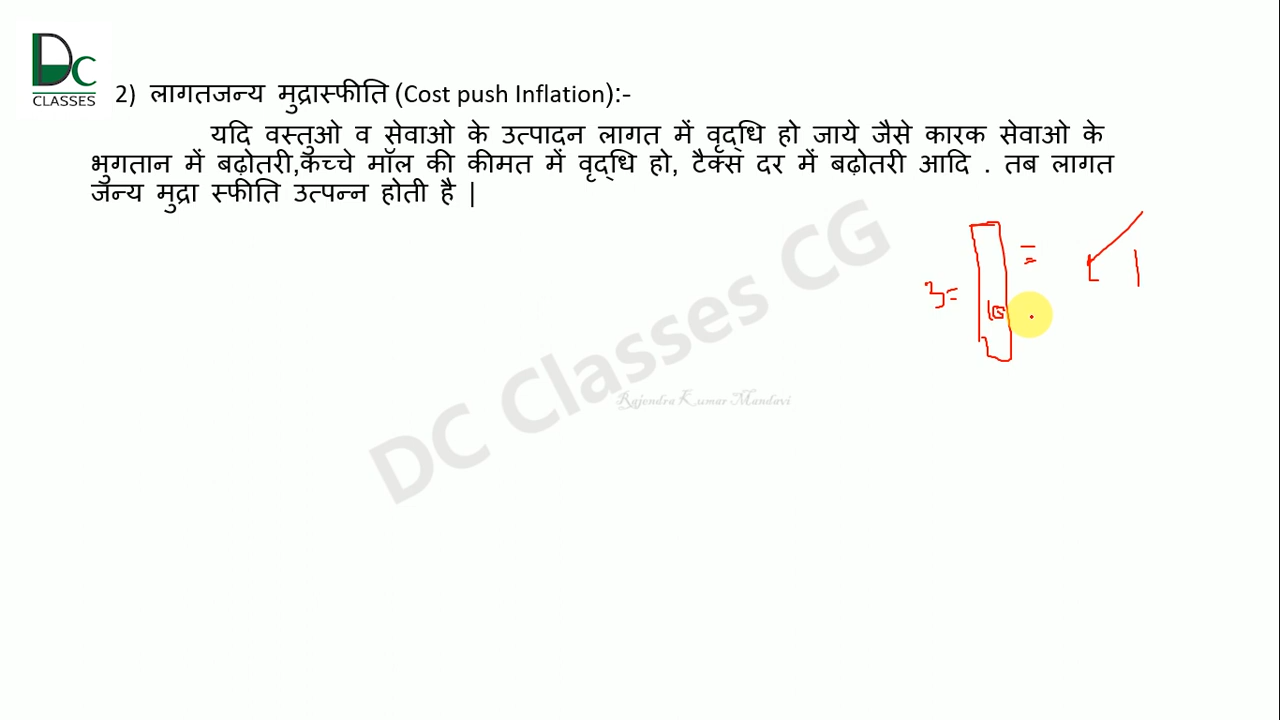 DC
CLASSES
2) लागतजन्य मुद्रास्फीति (Cost push Inflation):-
यदि वस्तुओ व सेवाओ के उत्पादन लागत में वृद्धि हो जाये जैसे कारक सेवाओ के
भुगतान में बढ़ोतरी,कच्चे मॉल की कीमत में वृद्धि हो, टैक्स दर में बढ़ोतरी आदि . तब लागत
जन्य मुद्रा स्फीति उत्पन्न होती है |
DC Classes CG
Rajendra Kumar Mandavi